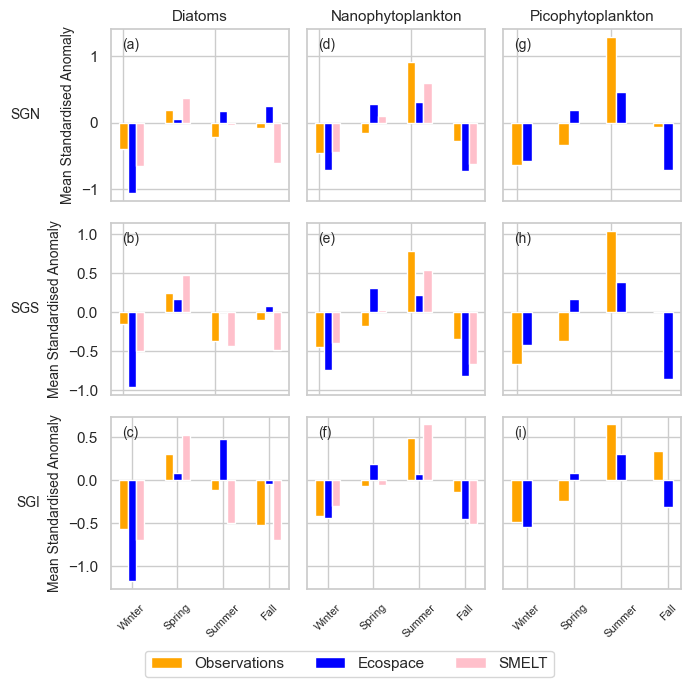 Diatoms
Nanophytoplankton
Picophytoplankton
SGN
Mean Standardised Anomaly
1
0
−1
(a)
(d)
(g)
SGS
Mean Standardised Anomaly
1.0
0.5
0.0
−0.5
−1.0
(b)
(e)
(h)
SGI
Mean Standardised Anomaly
0.5
0.0
−0.5
−1.0
(c)
(f)
(i)
Winter
Spring
Summer
Fall
Winter
Spring
Summer
Fall
Winter
Spring
Summer
Fall
Observations
Ecospace
SMELT